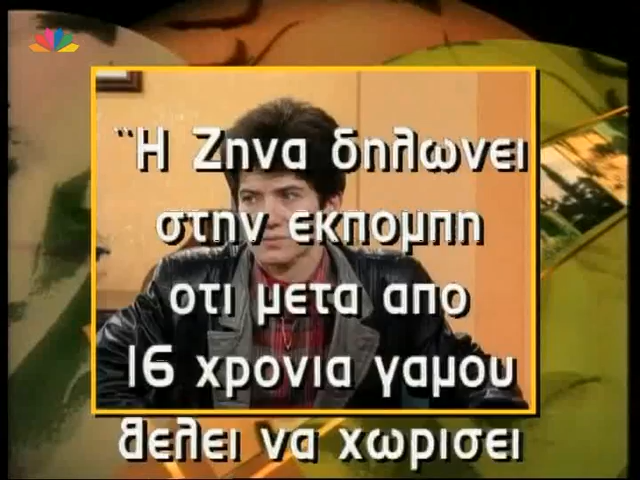 ¨Η Ζηνα δηλωνει
στην εκπομπη
οτι μετα απο
16 χρονια γαμου
θελει να χωρισει